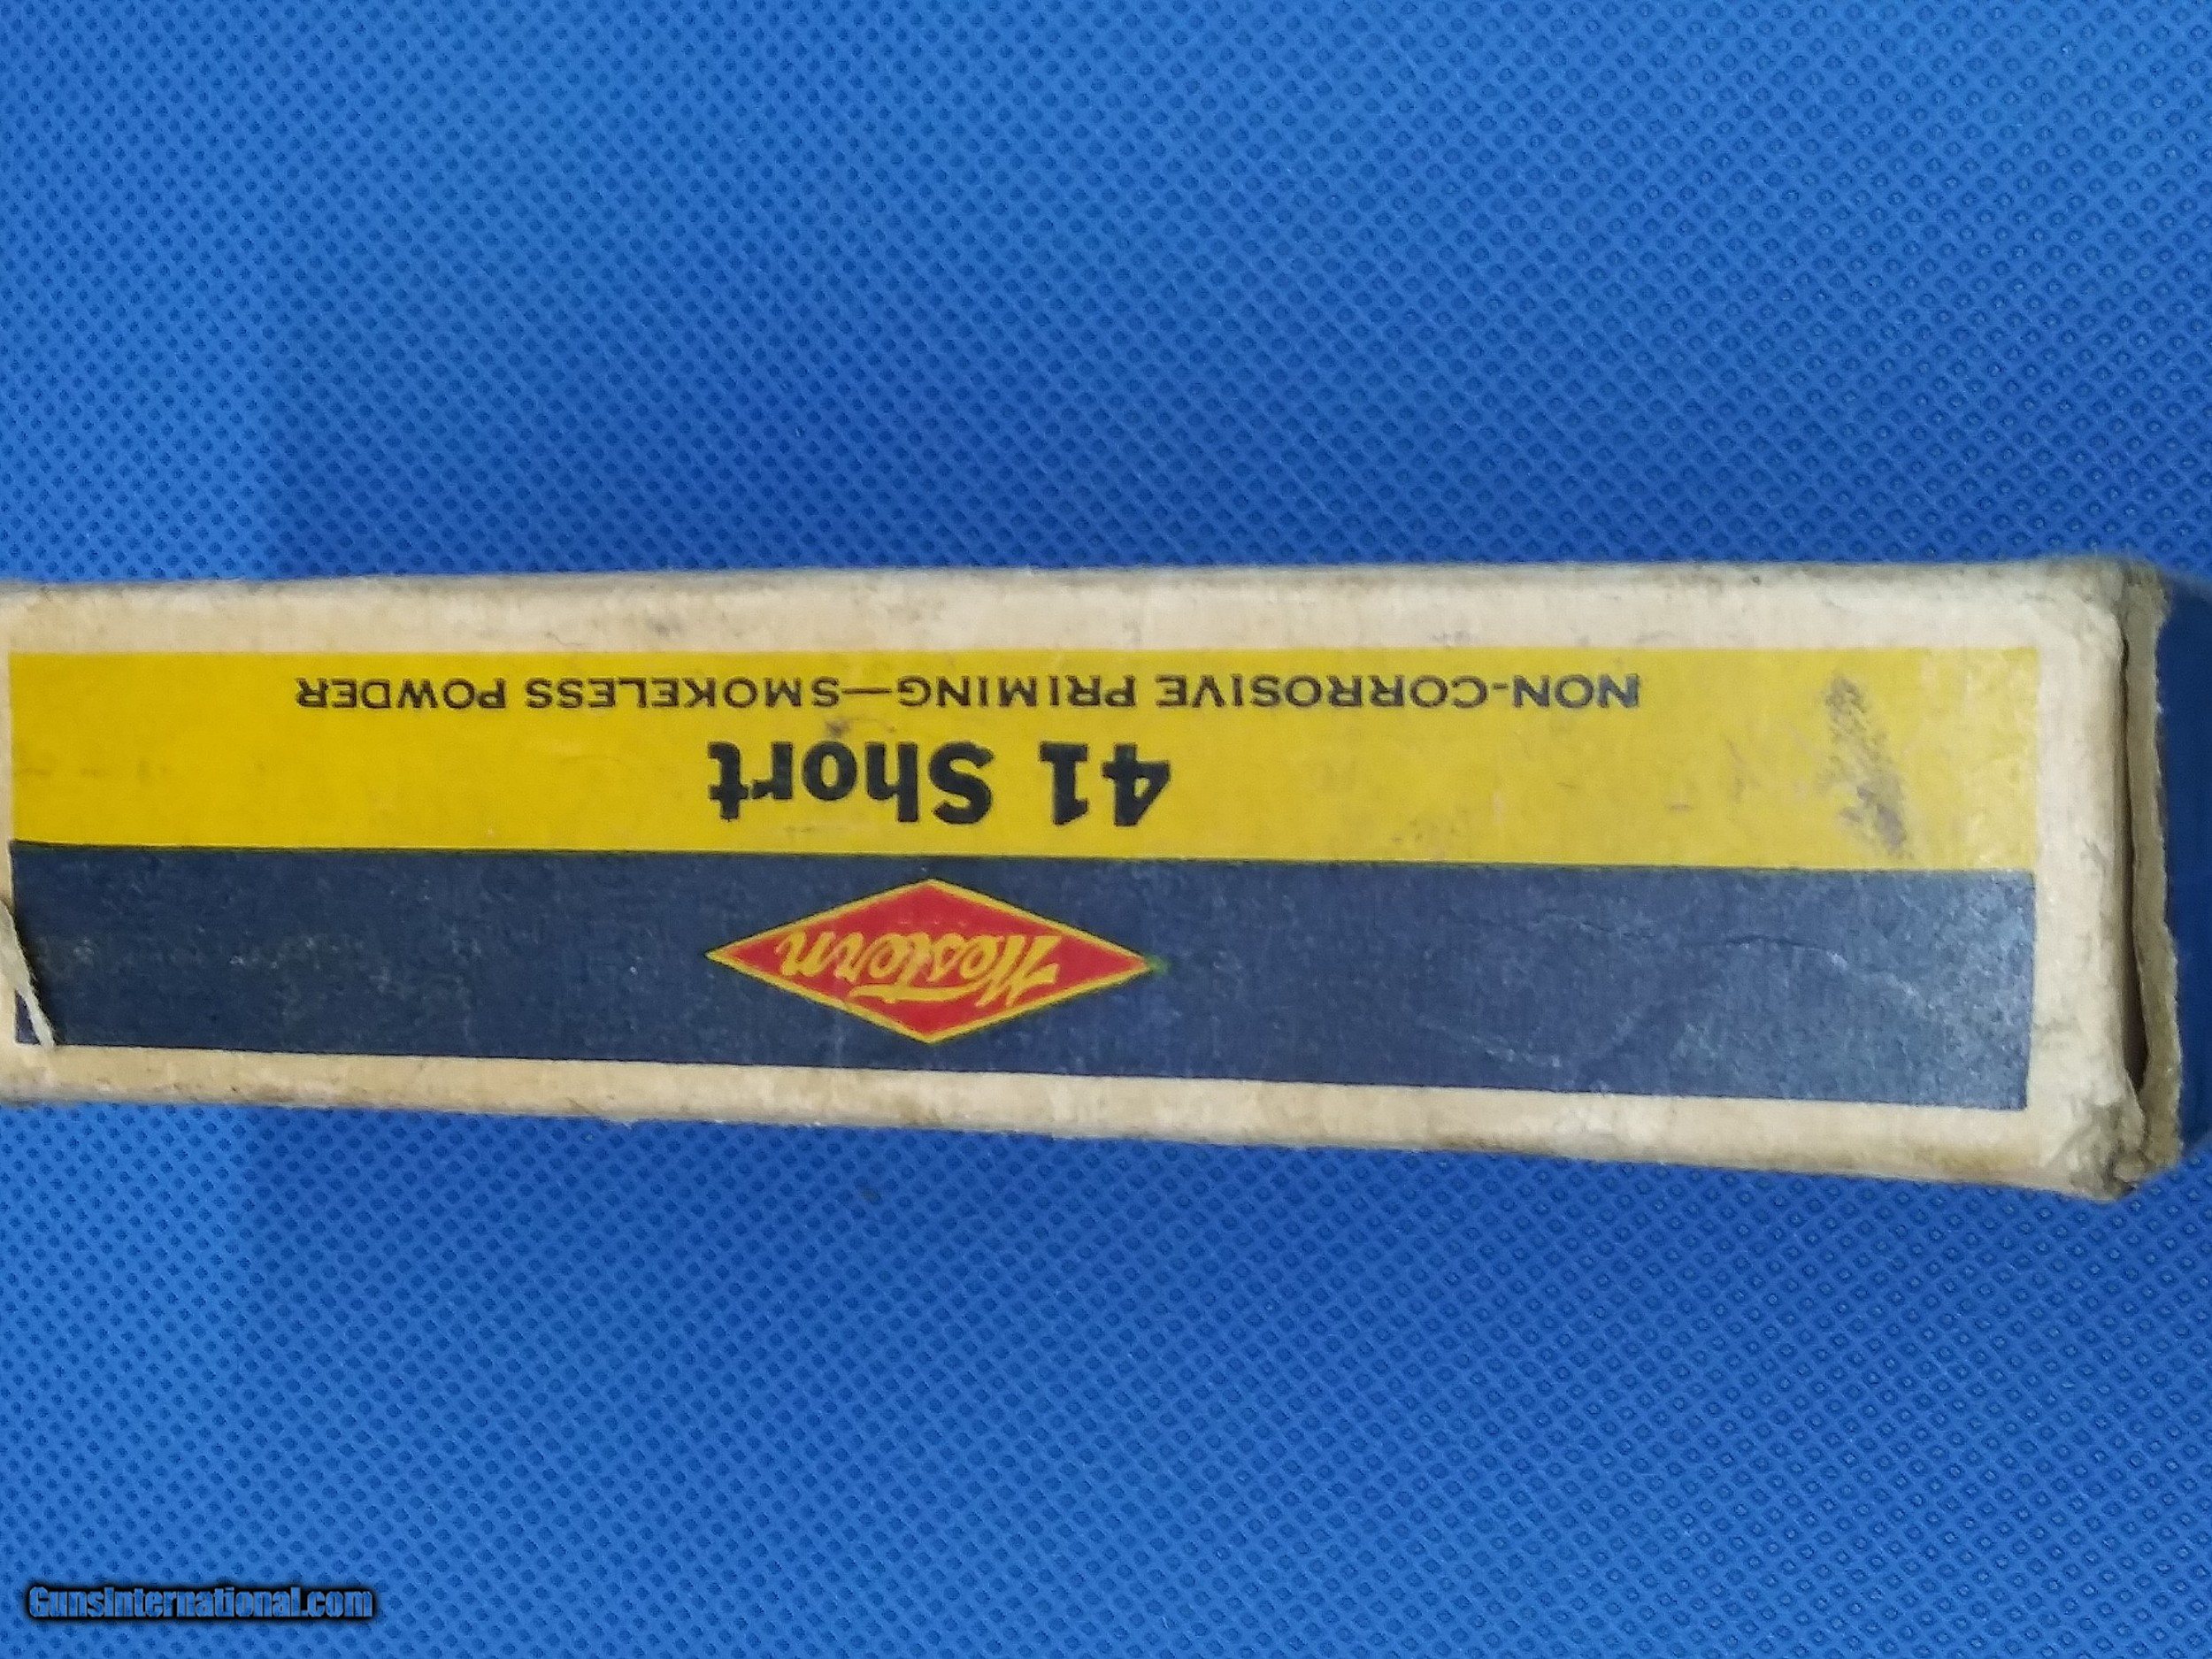 Western
41 Short
NON-CORROSIVE PRIMING—SMOKELESS POWDER
GunsInternational.com